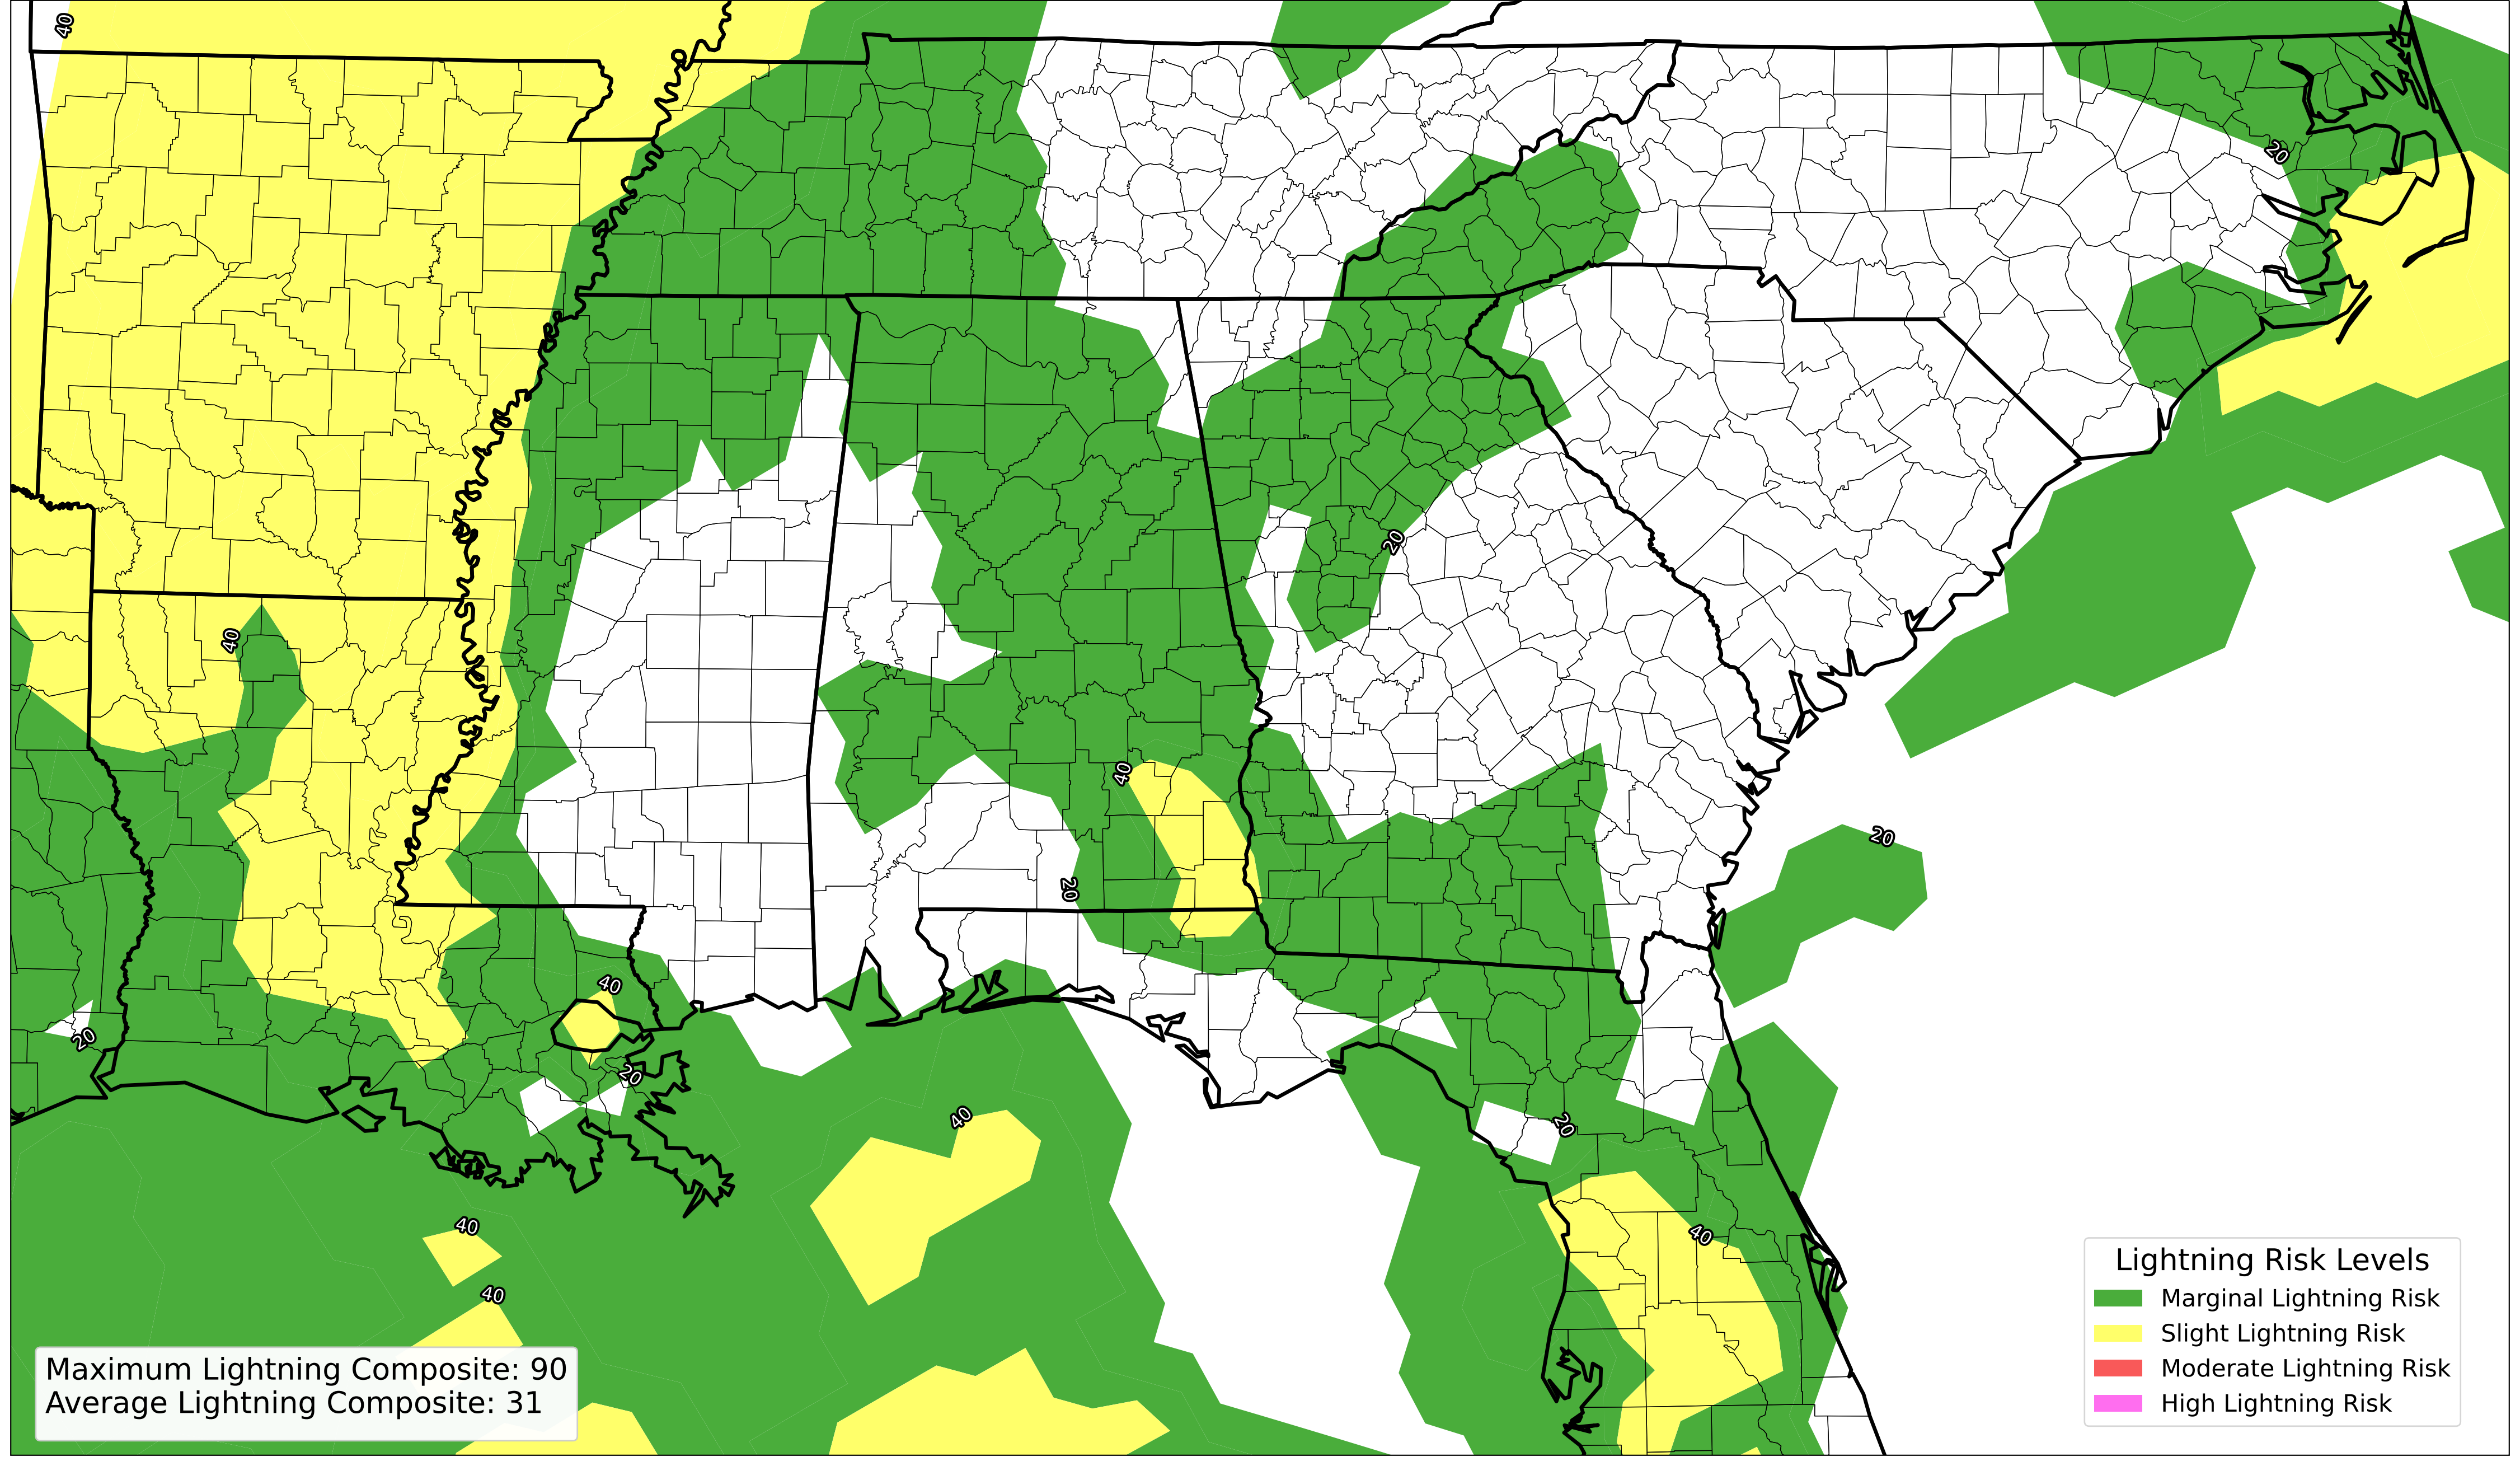 40
20
40
20
40
20
20
40
20
40
20
20
40
40
40
40
Maximum Lightning Composite: 90
Average Lightning Composite: 31
Lightning Risk Levels
Marginal Lightning Risk
Slight Lightning Risk
Moderate Lightning Risk
High Lightning Risk